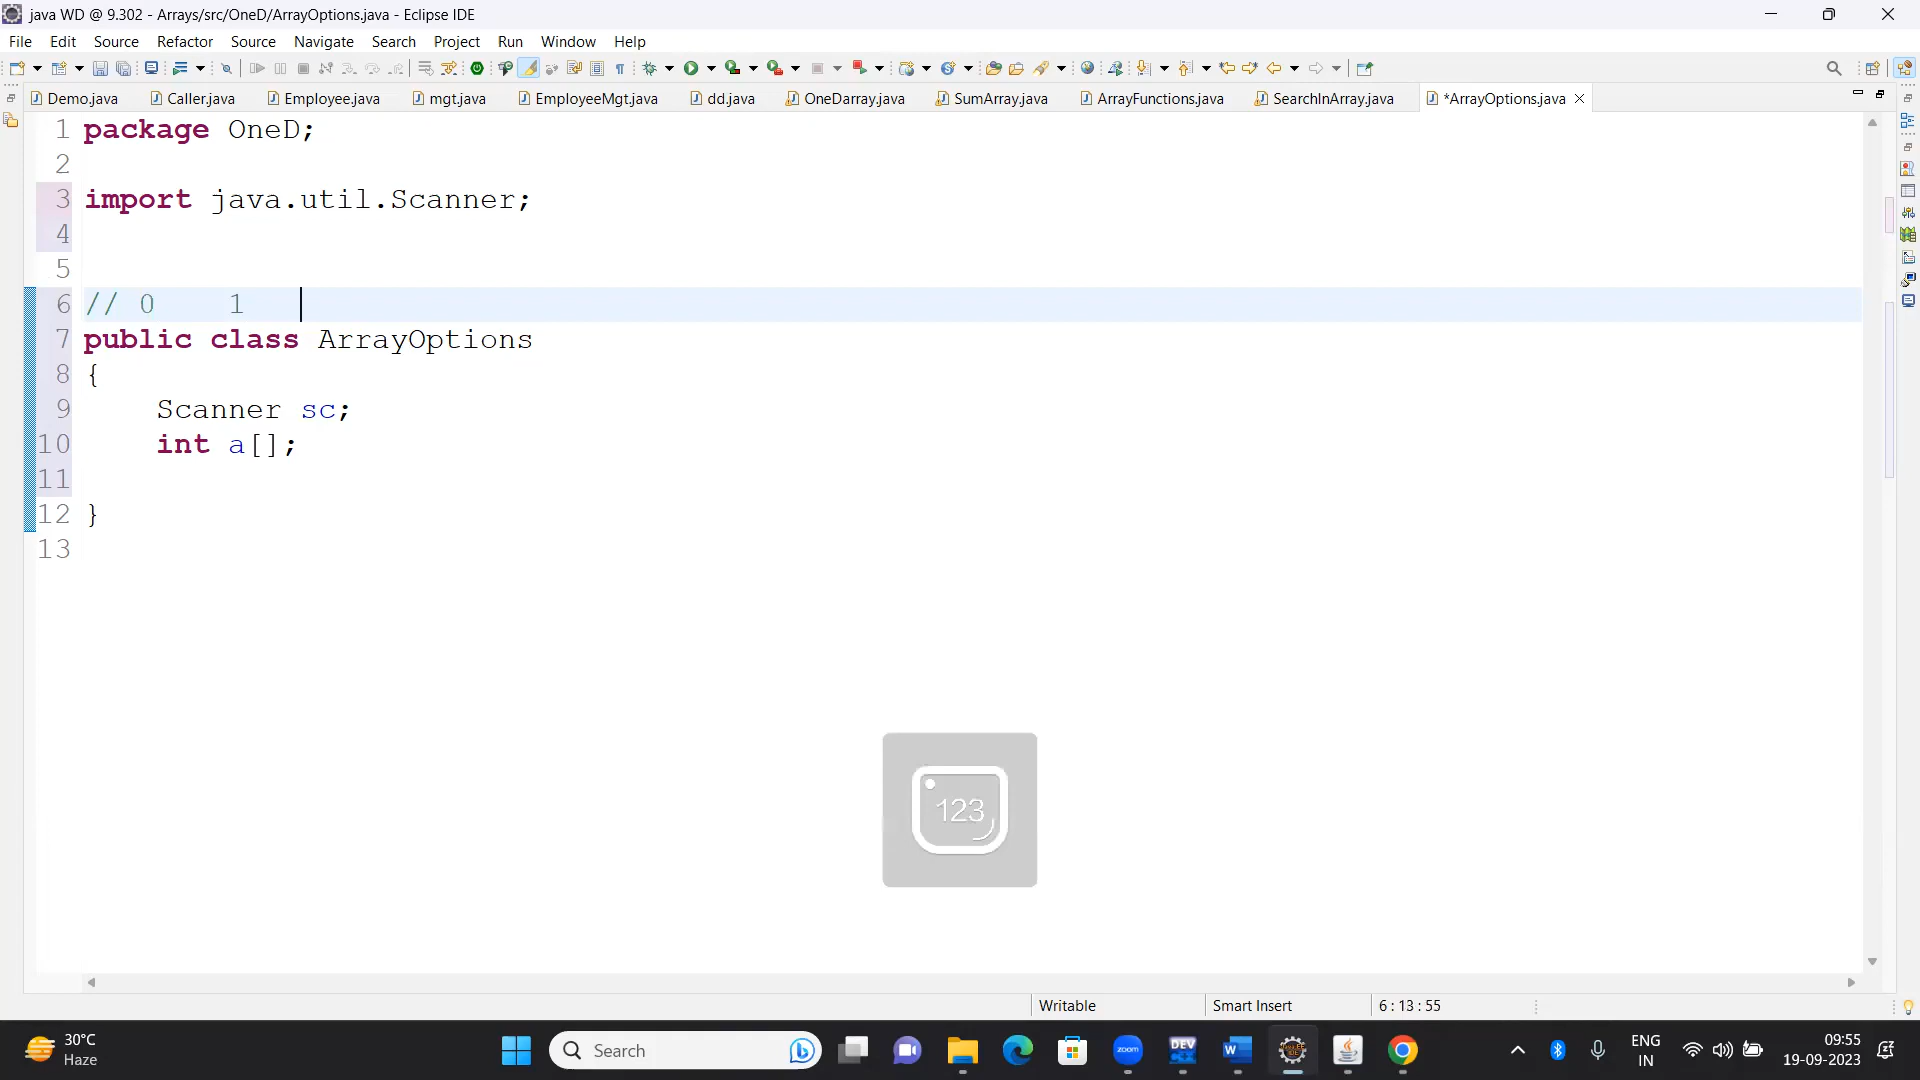 java WD @ 9.302 - Arrays/src/OneD/ArrayOptions.java - Eclipse IDE
File Edit Source Refactor Source Navigate Search Project Run Window Help
Demo.java Caller.java Employee.java mgt.java EmployeeMgt.java dd.java OneDarray.java SumArray.java ArrayFunctions.java SearchInArray.java *ArrayOptions.java
1 package OneD;
2
3 import java.util.Scanner;
4
5
6 // 0 1
7 public class ArrayOptions
8 {
9 Scanner sc;
10 int a[];
11
12 }
13
123
Writable Smart Insert 6 : 13 : 55
30°C
Haze
Search
zoom
DEV
ENG
IN
09:55
19-09-2023